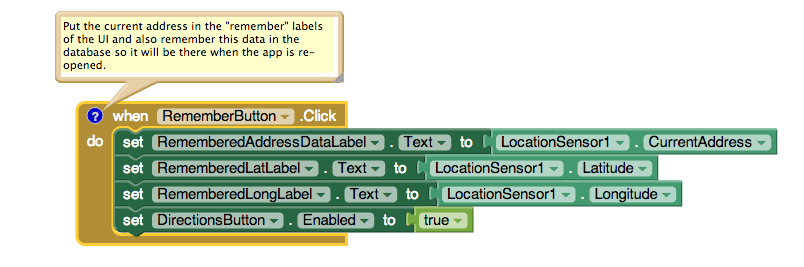 Put the current address in the "remember" labels
of the UI and also remember this data in the
database so it will be there when the app is re-
opened.
? when RememberButton .Click
do set RememberedAddressDataLabel . Text to LocationSensor1 . CurrentAddress
set RememberedLatLabel . Text to LocationSensor1 . Latitude
set RememberedLongLabel . Text to LocationSensor1 . Longitude
set DirectionsButton . Enabled to true